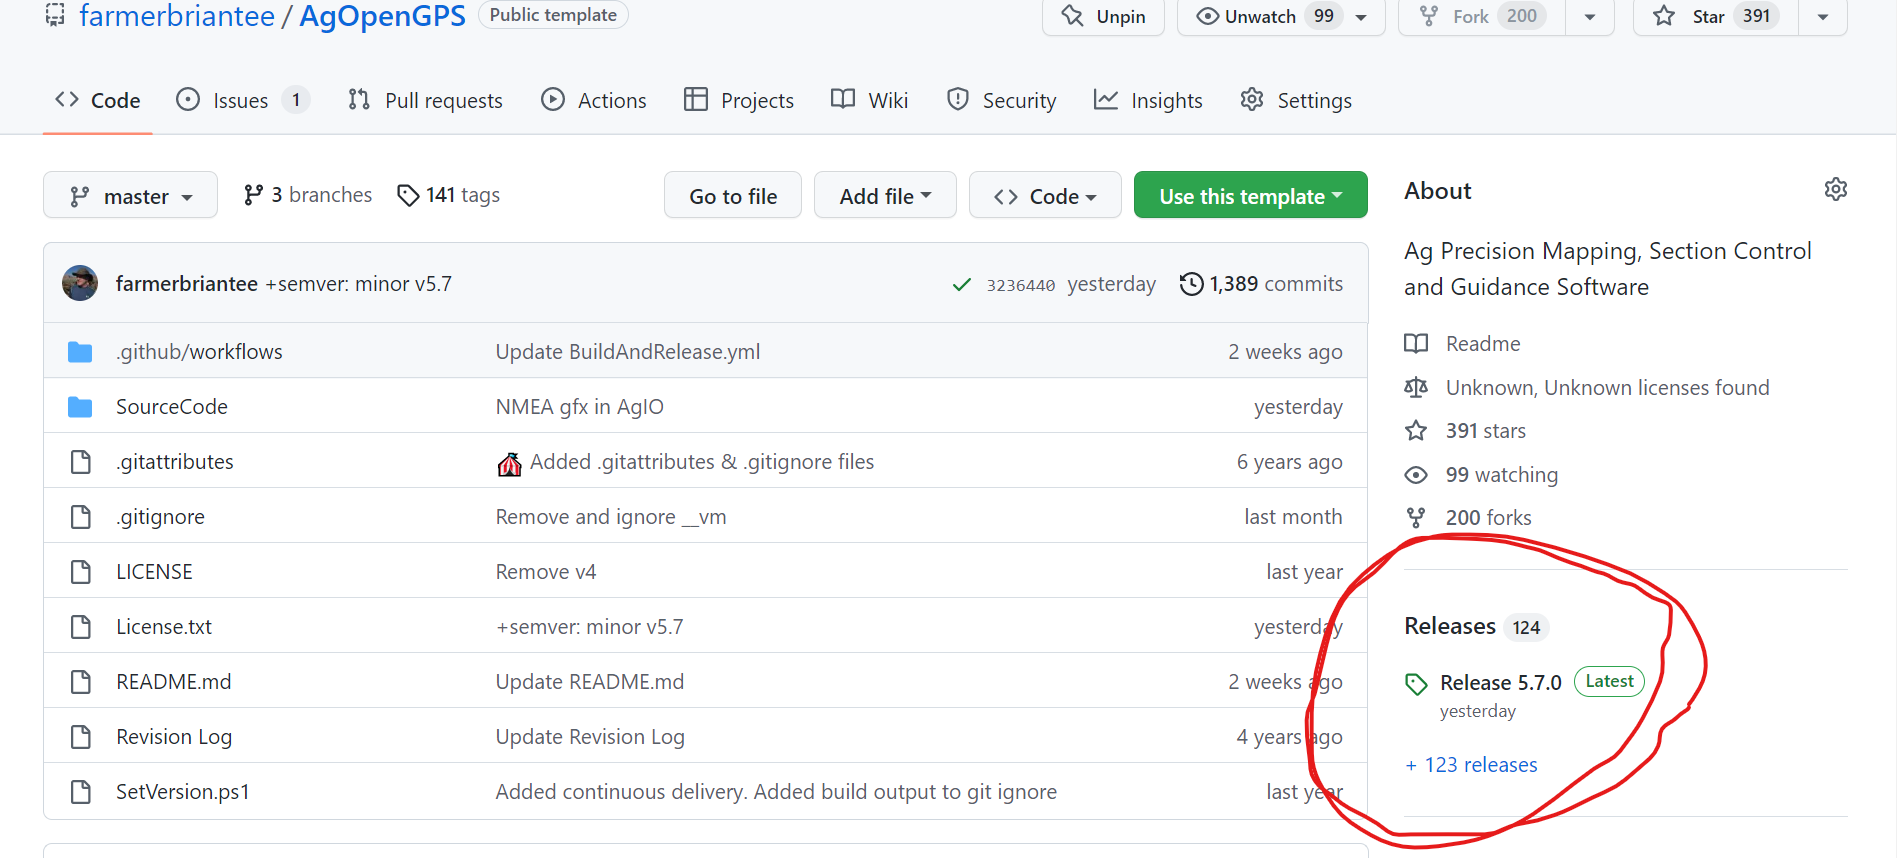 farmerbriantee / AgOpenGPS Public template Unpin Unwatch 99 Fork 200 Star 391
Code Issues 1 Pull requests Actions Projects Wiki Security Insights Settings
master 3 branches 141 tags Go to file Add file Code Use this template
farmerbriantee +semver: minor v5.7 3236440 yesterday 1,389 commits
.github/workflows Update BuildAndRelease.yml 2 weeks ago
SourceCode NMEA gfx in AgIO yesterday
.gitattributes Added .gitattributes & .gitignore files 6 years ago
.gitignore Remove and ignore __vm last month
LICENSE Remove v4 last year
License.txt +semver: minor v5.7 yesterday
README.md Update README.md 2 weeks ago
Revision Log Update Revision Log 4 years ago
SetVersion.ps1 Added continuous delivery. Added build output to git ignore last year
About
Ag Precision Mapping, Section Control
and Guidance Software
Readme
Unknown, Unknown licenses found
391 stars
99 watching
200 forks
Releases 124
Release 5.7.0 Latest
yesterday
+ 123 releases